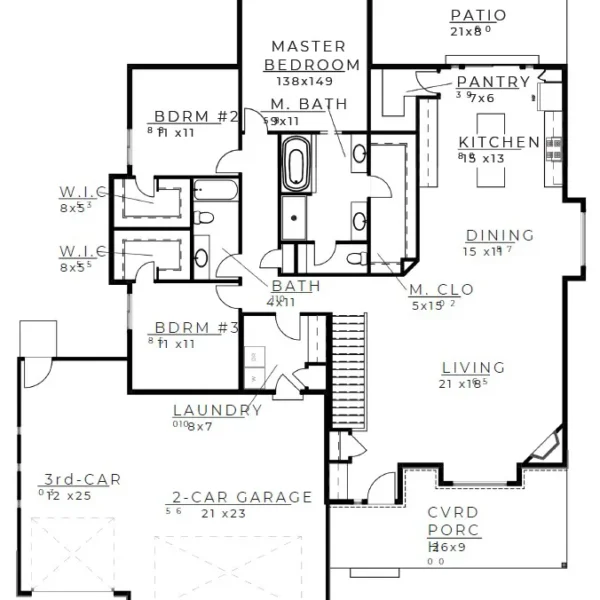 PATIO
21x8
MASTER
BEDROOM
138x149
PANTRY
7x6
M. BATH
9x11
BDRM #2
11 x11
KITCHEN
15 x13
W.I.C
8x5
DINING
15 x11
W.I.C
8x5
BATH
4x11
M. CLO
5x15
BDRM #3
11 x11
LIVING
21 x18
LAUNDRY
8x7
3rd-CAR
12 x25
2-CAR GARAGE
21 x23
CVRD
PORC
H
26x9